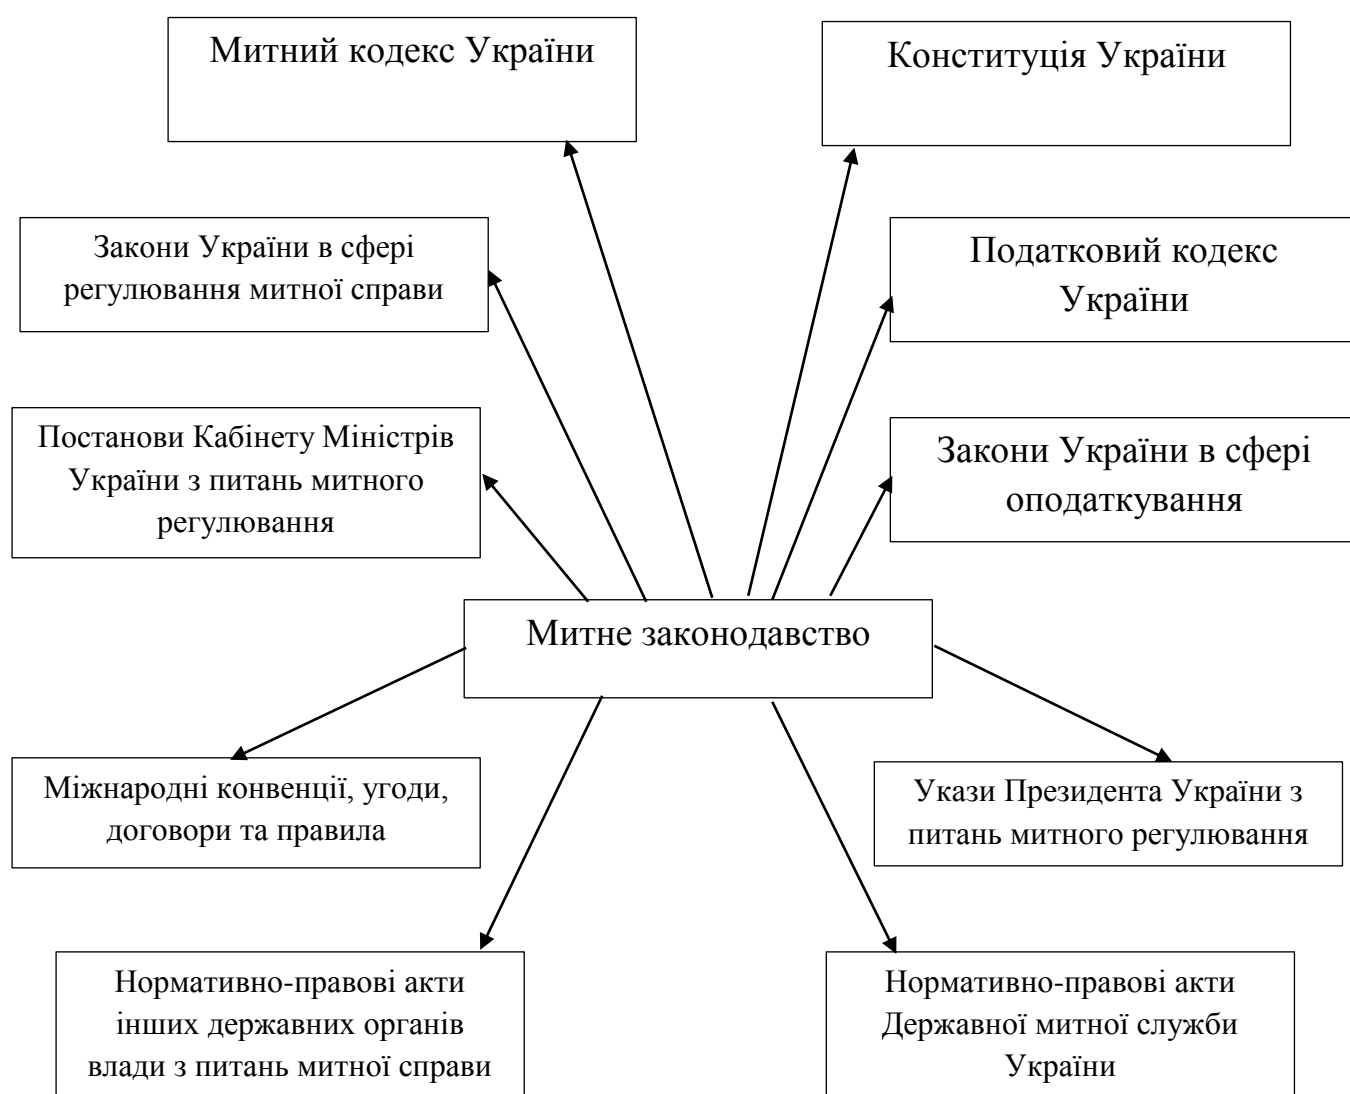 Митний кодекс України
Конституція України
Закони України в сфері
регулювання митної справи
Податковий кодекс
України
Постанови Кабінету Міністрів
України з питань митного
регулювання
Закони України в сфері
оподаткування
Митне законодавство
Міжнародні конвенції, угоди,
договори та правила
Укази Президента України з
питань митного регулювання
Нормативно-правові акти
інших державних органів
влади з питань митної справи
Нормативно-правові акти
Державної митної служби
України